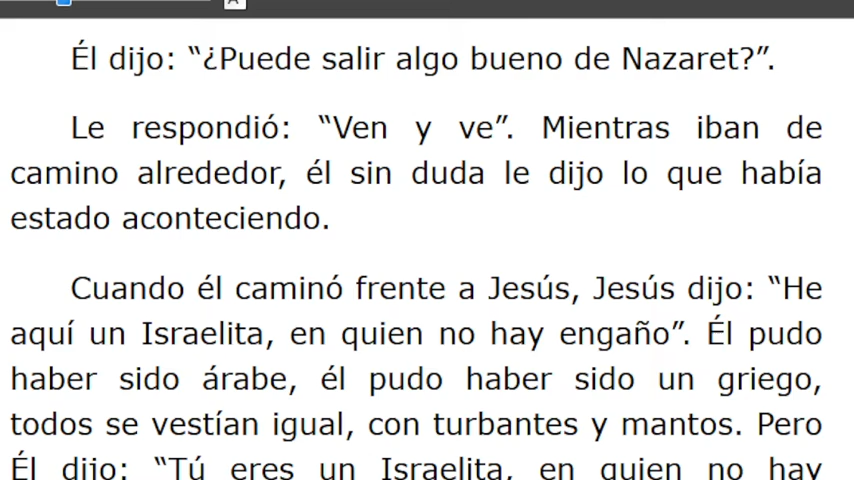 Él dijo: “¿Puede salir algo bueno de Nazaret?”.
Le respondió: “Ven y ve”. Mientras iban de
camino alrededor, él sin duda le dijo lo que había
estado aconteciendo.
Cuando él caminó frente a Jesús, Jesús dijo: “He
aquí un Israelita, en quien no hay engaño”. Él pudo
haber sido árabe, él pudo haber sido un griego,
todos se vestían igual, con turbantes y mantos. Pero
Él dijo: “Tú eres un Israelita, en quien no hay